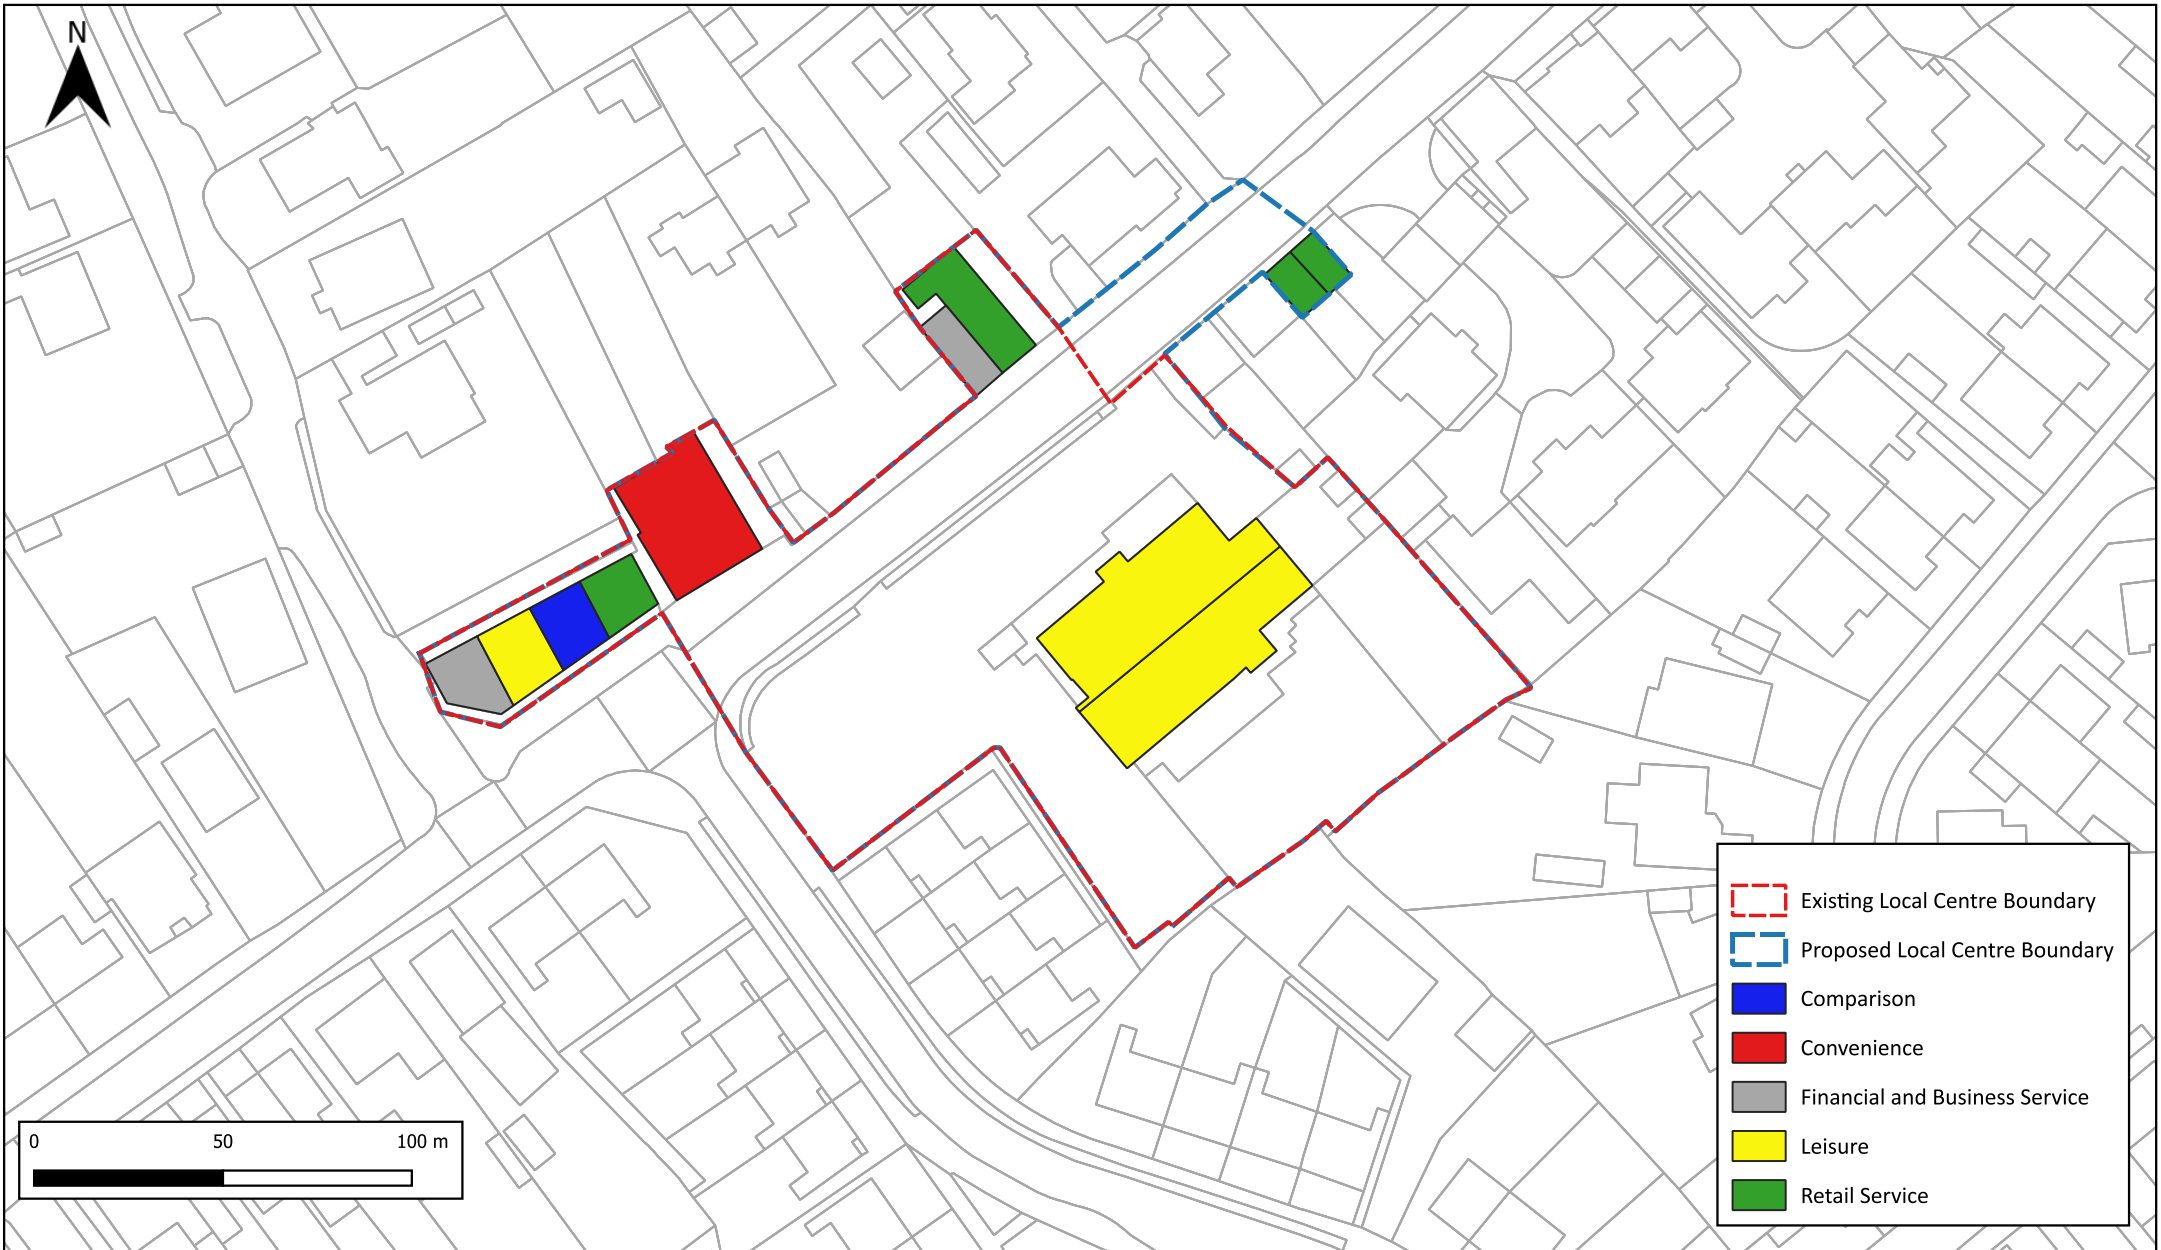 N
Existing Local Centre Boundary
Proposed Local Centre Boundary
Comparison
Convenience
Financial and Business Service
Leisure
Retail Service
0 50 100 m